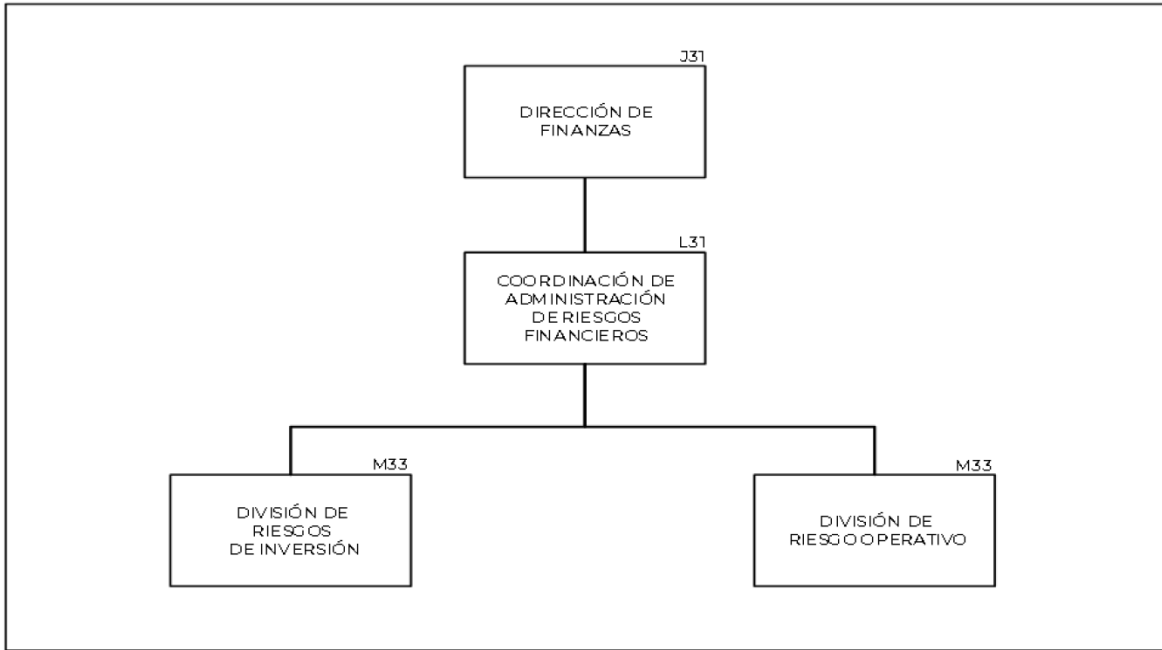 J31
DIRECCIÓN DE
FINANZAS
L31
COORDINACIÓN DE
ADMINISTRACIÓN
DE RIESGOS
FINANCIEROS
M33
DIVISIÓN DE
RIESGOS
DE INVERSIÓN
M33
DIVISIÓN DE
RIESGO OPERATIVO